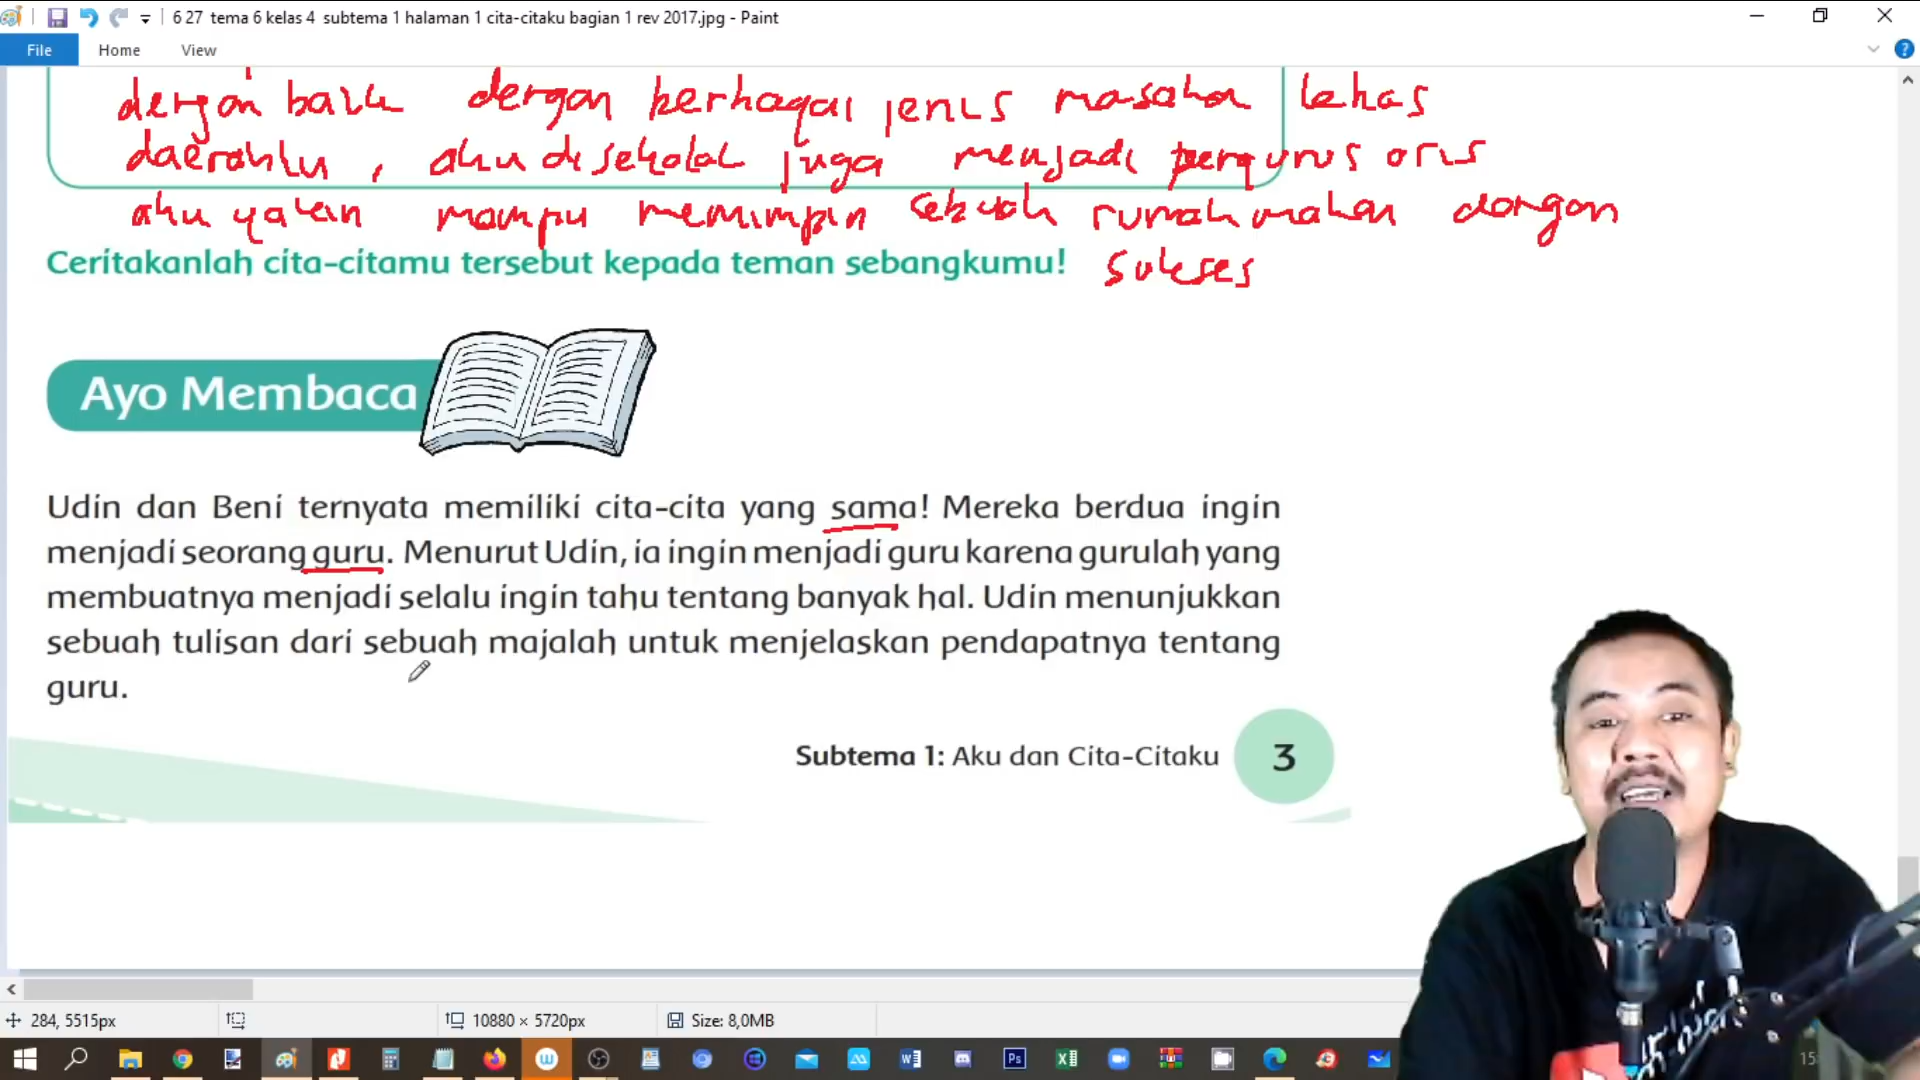 6 27 tema 6 kelas 4 subtema 1 halaman 1 cita-citaku bagian 1 rev 2017.jpg - Paint
File Home View
dengan baik dengan berbagai jenis masakan khas
daerahku, aku di sekolah juga menjadi pengurus osis
aku yakin mampu memimpin sebuah rumah makan dengan
sukses
Ceritakanlah cita-citamu tersebut kepada teman sebangkumu!
Ayo Membaca
Udin dan Beni ternyata memiliki cita-cita yang sama! Mereka berdua ingin
menjadi seorang guru. Menurut Udin, ia ingin menjadi guru karena gurulah yang
membuatnya menjadi selalu ingin tahu tentang banyak hal. Udin menunjukkan
sebuah tulisan dari sebuah majalah untuk menjelaskan pendapatnya tentang
guru.
Subtema 1: Aku dan Cita-Citaku 3
284, 5515px 10880 × 5720px Size: 8,0MB